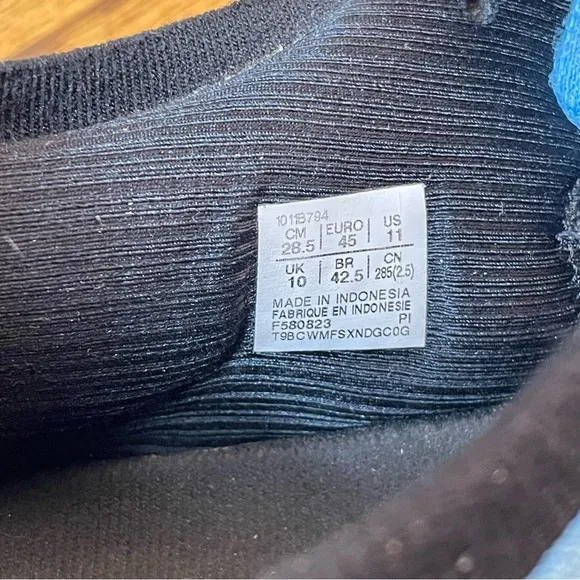 1011B794
CM EURO US
28.5 45 11
UK BR CN
10 42.5 285(2.5)
MADE IN INDONESIA
FABRIQUE EN INDONESIE
F580823 PI
T9BCWMFSXNDGC0G